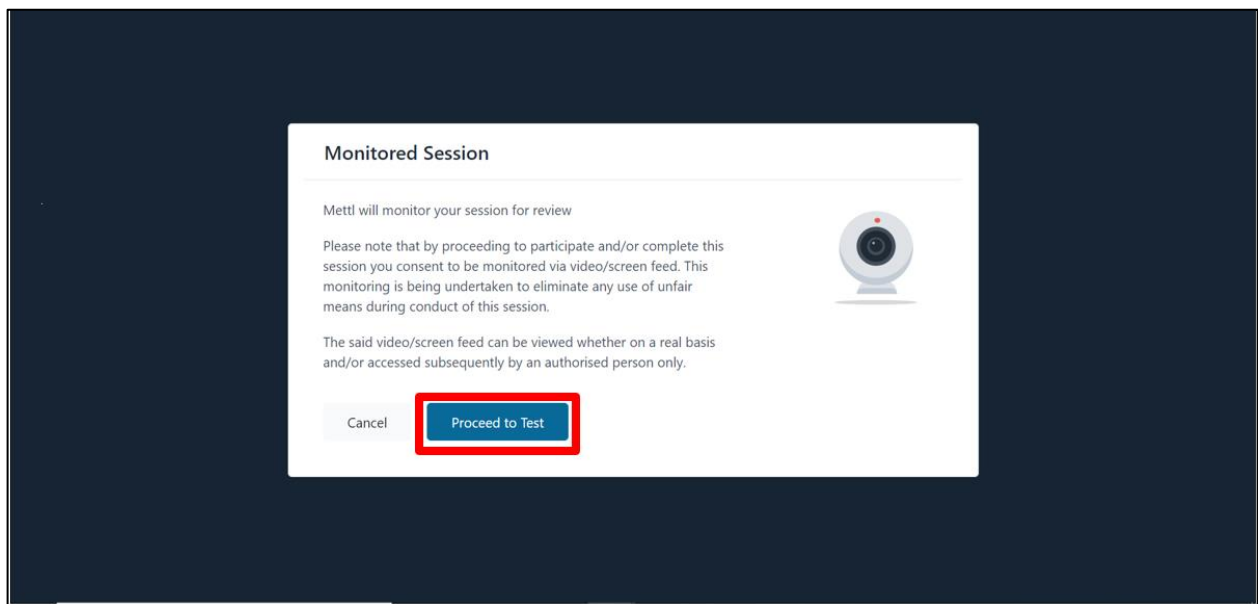 Monitored Session
Mettl will monitor your session for review
Please note that by proceeding to participate and/or complete this
session you consent to be monitored via video/screen feed. This
monitoring is being undertaken to eliminate any use of unfair
means during conduct of this session.
The said video/screen feed can be viewed whether on a real basis
and/or accessed subsequently by an authorised person only.
Cancel
Proceed to Test